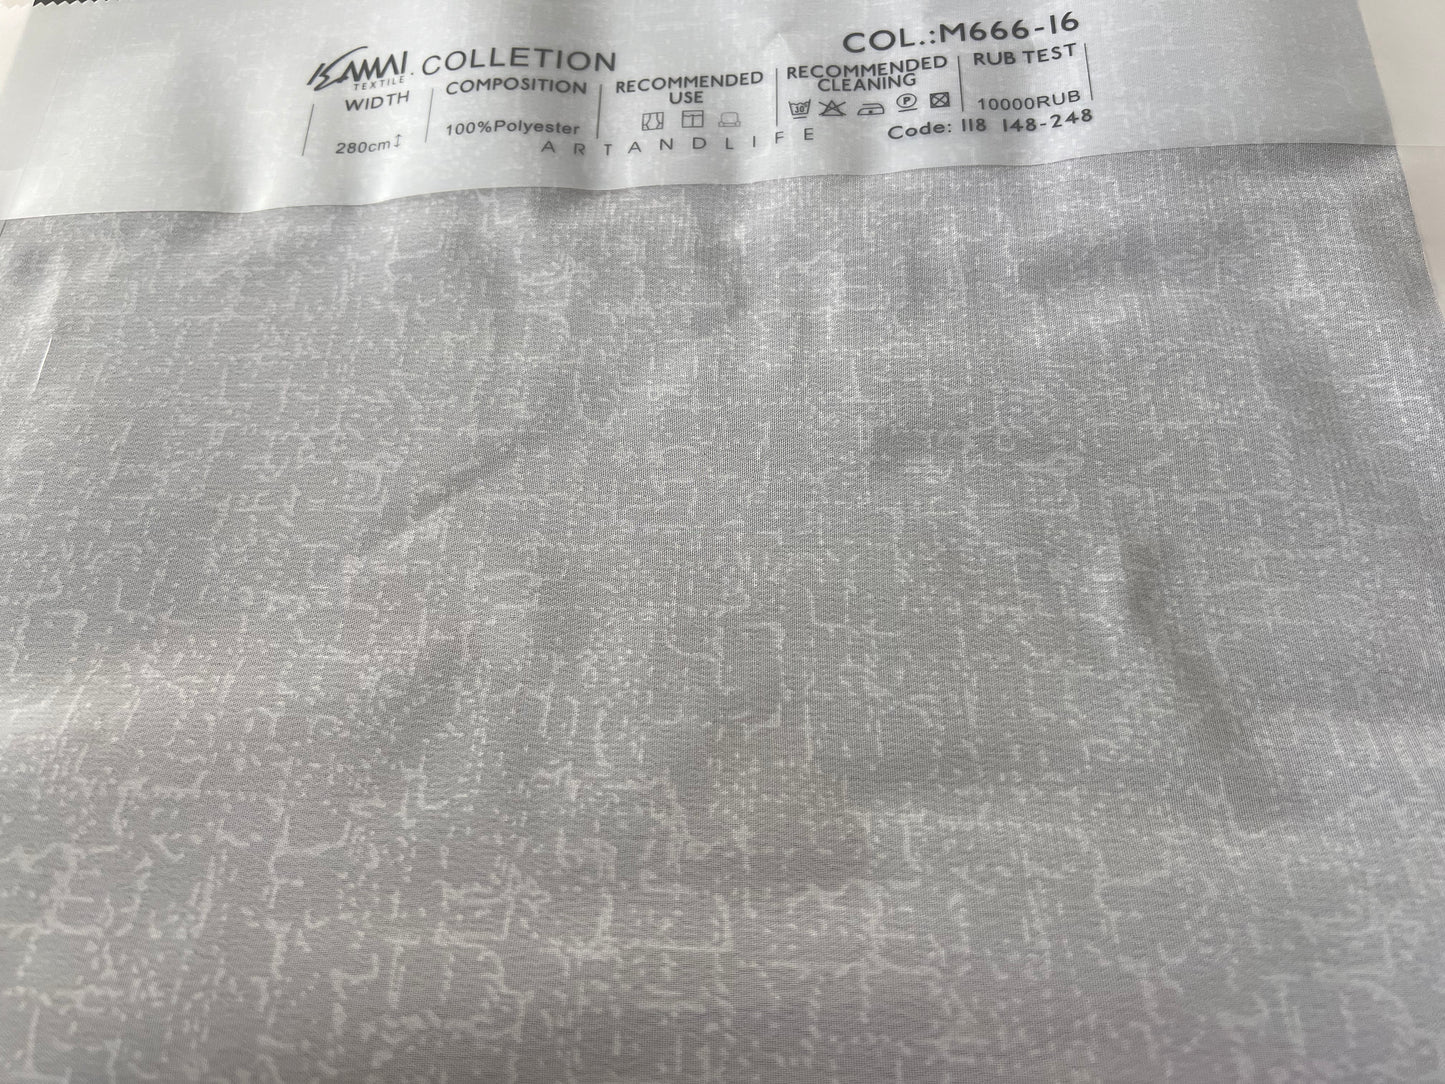 KAMAI. COLLETION
TEXTILE
COL.:M666-16
WIDTH
280cm↕
COMPOSITION
100%Polyester
RECOMMENDED
USE
RECOMMENDED
CLEANING
30°
P
RUB TEST
10000RUB
ARTANDLIFE
Code: 118 148-248